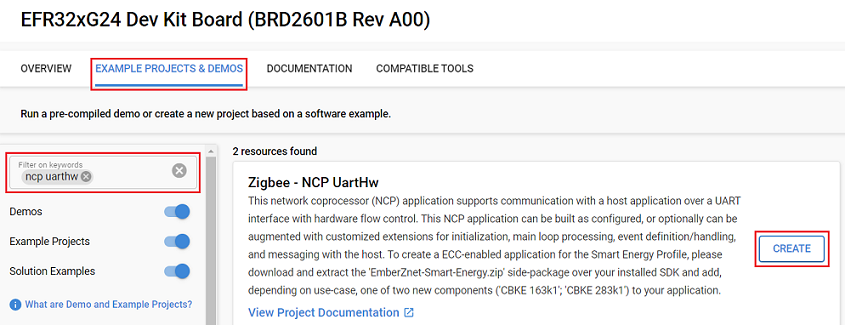 EFR32xG24 Dev Kit Board (BRD2601B Rev A00)
OVERVIEW EXAMPLE PROJECTS & DEMOS DOCUMENTATION COMPATIBLE TOOLS
Run a pre-compiled demo or create a new project based on a software example.
Filter on keywords
ncp uarthw
Demos
Example Projects
Solution Examples
What are Demo and Example Projects?
2 resources found
Zigbee - NCP UartHw
This network coprocessor (NCP) application supports communication with a host application over a UART
interface with hardware flow control. This NCP application can be built as configured, or optionally can be
augmented with customized extensions for initialization, main loop processing, event definition/handling,
and messaging with the host. To create a ECC-enabled application for the Smart Energy Profile, please
download and extract the 'EmberZnet-Smart-Energy.zip' side-package over your installed SDK and add,
depending on use-case, one of two new components ('CBKE 163k1'; 'CBKE 283k1') to your application.
View Project Documentation
CREATE